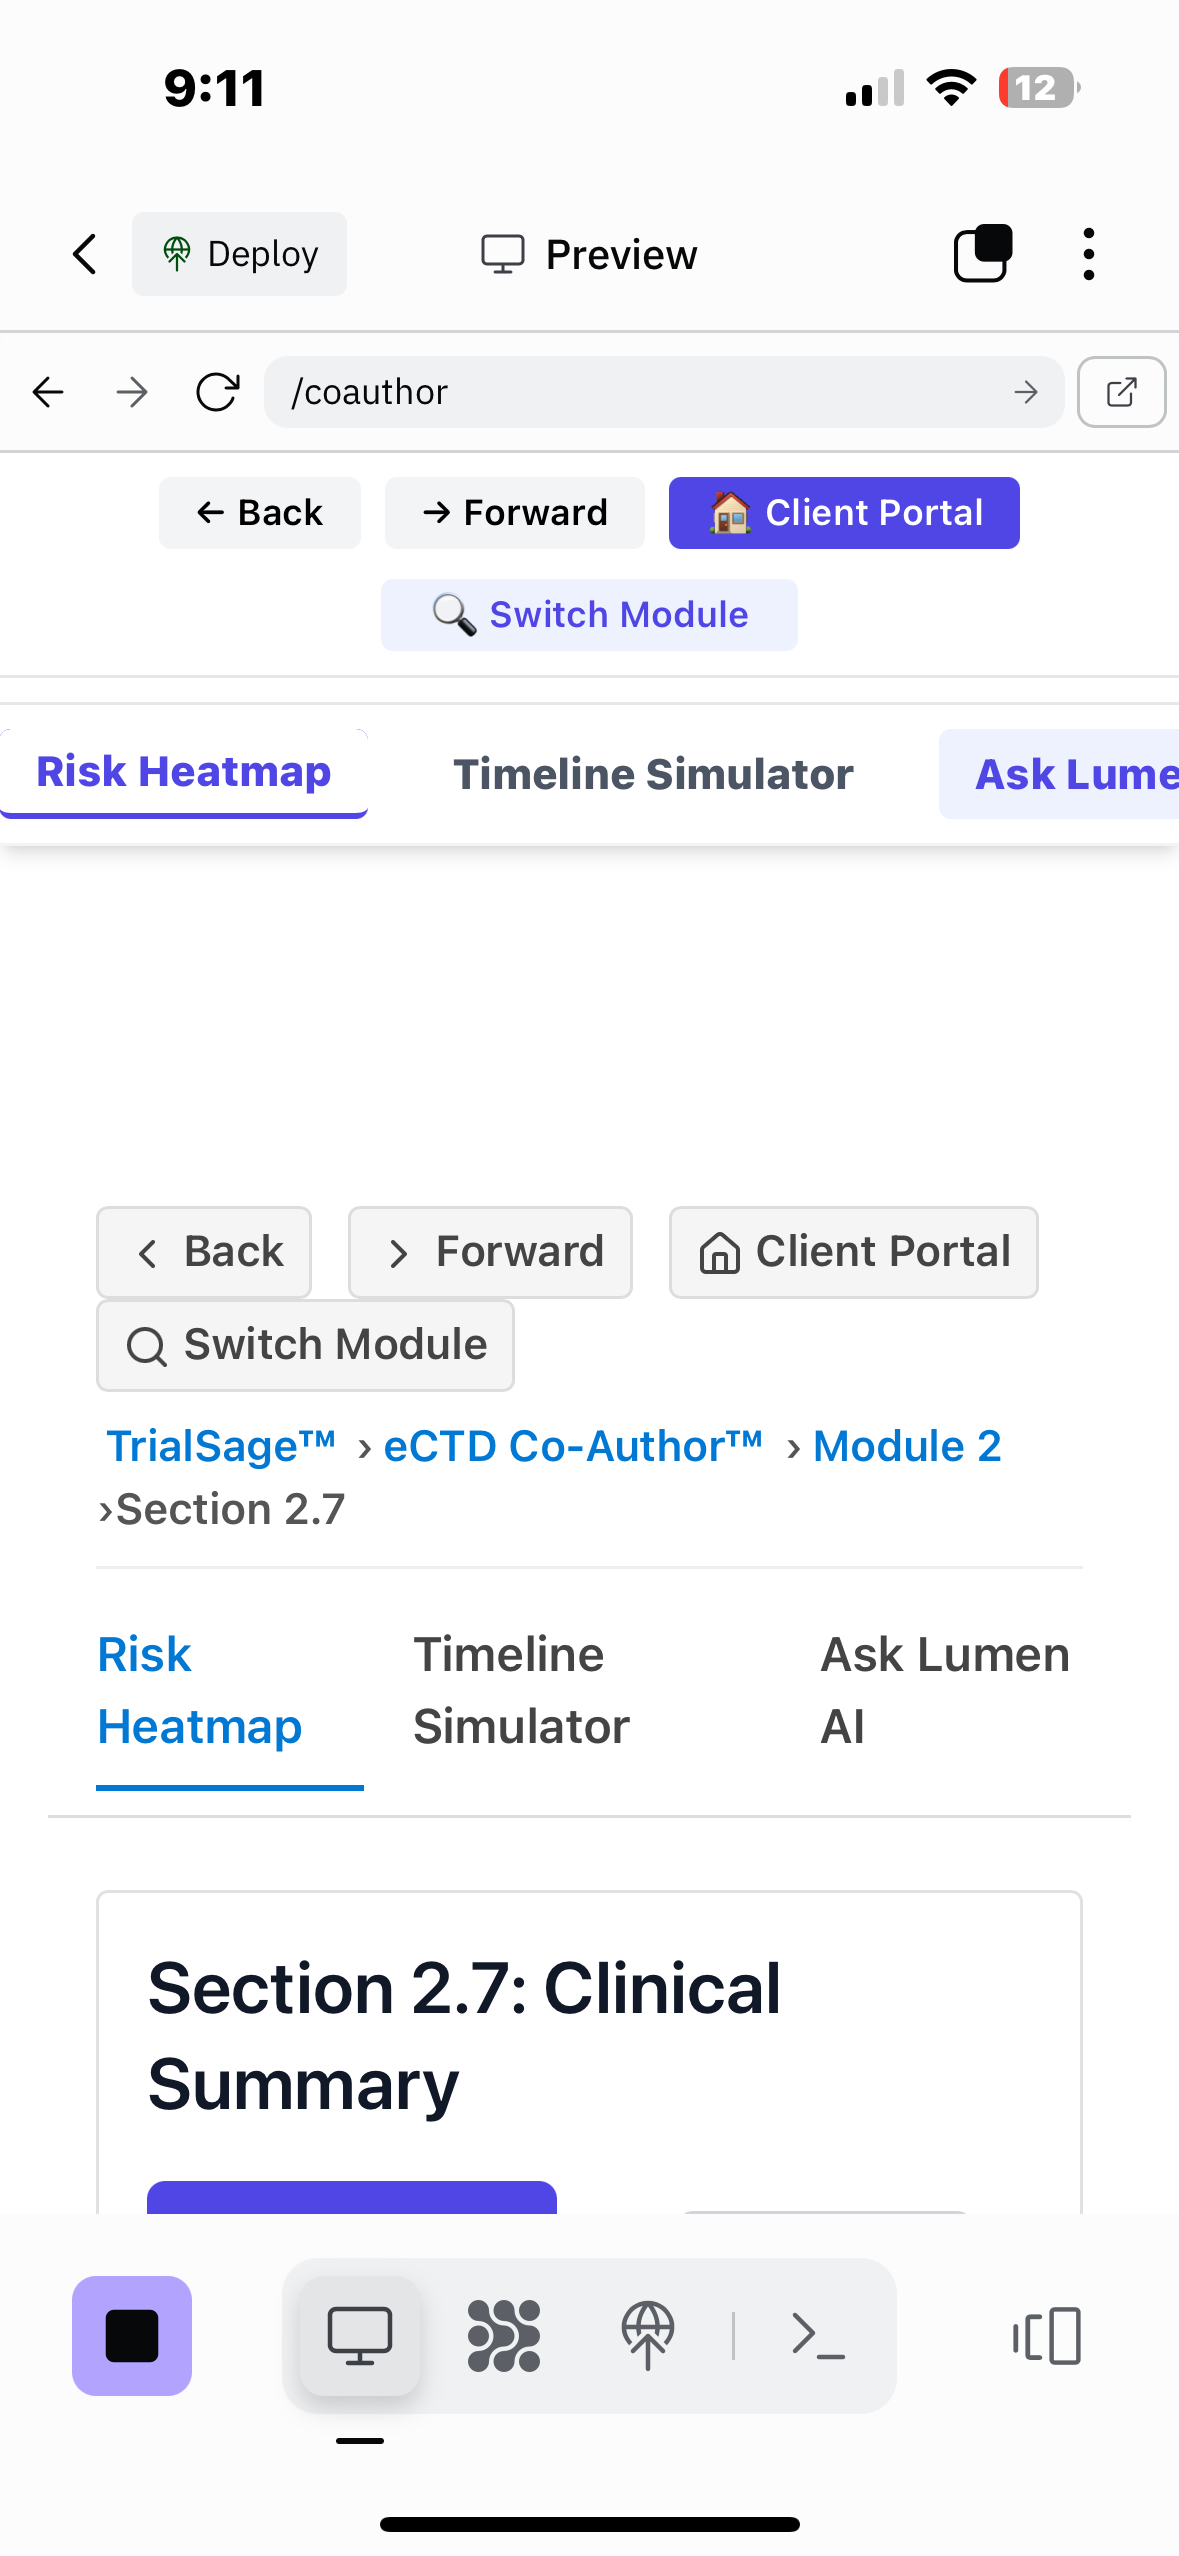 9:11
12
Deploy
Preview
/coauthor
← Back
→ Forward
Client Portal
Switch Module
Risk Heatmap
Timeline Simulator
Ask Lume
Back
Forward
Client Portal
Switch Module
TrialSage™ › eCTD Co-Author™ › Module 2
›Section 2.7
Risk
Heatmap
Timeline
Simulator
Ask Lumen
AI
Section 2.7: Clinical
Summary